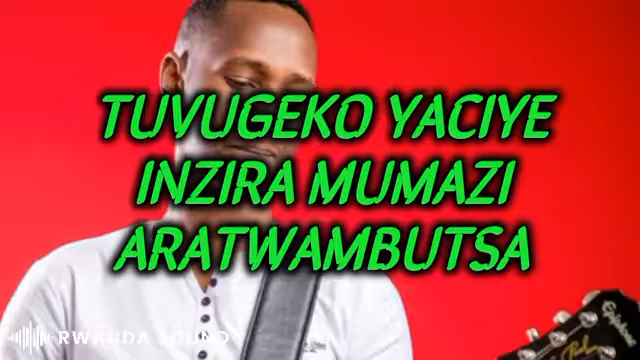 TUVUGEKO YACIYE
INZIRA MUMAZI
ARATWAMBUTSA
RWANDA SOUND
Epiphone